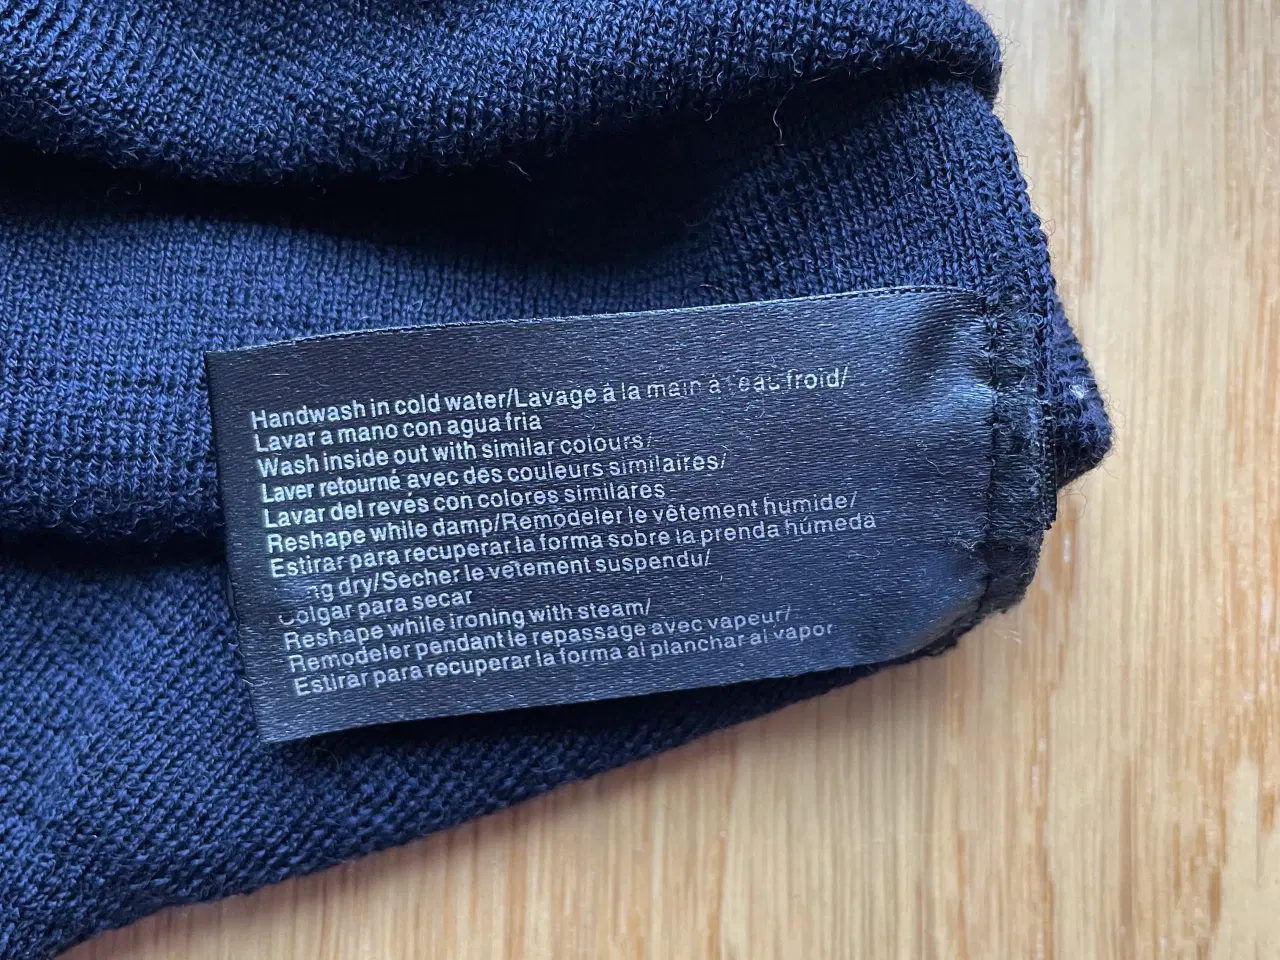 Handwash in cold water/Lavage à la main à l'eau froid/
Lavar a mano con agua fria
Wash inside out with similar colours/
Laver retourné avec des couleurs similaires/
Lavar del revés con colores similares
Reshape while damp/Remodeler le vêtement humide/
Estirar para recuperar la forma sobre la prenda húmeda
dry/Secher le vetement suspendu/
Colgar para secar
Reshape while ironing with steam/
Remodeler pendant le repassage avec vapeur/
Estirar para recuperar la forma al planchar al vapor